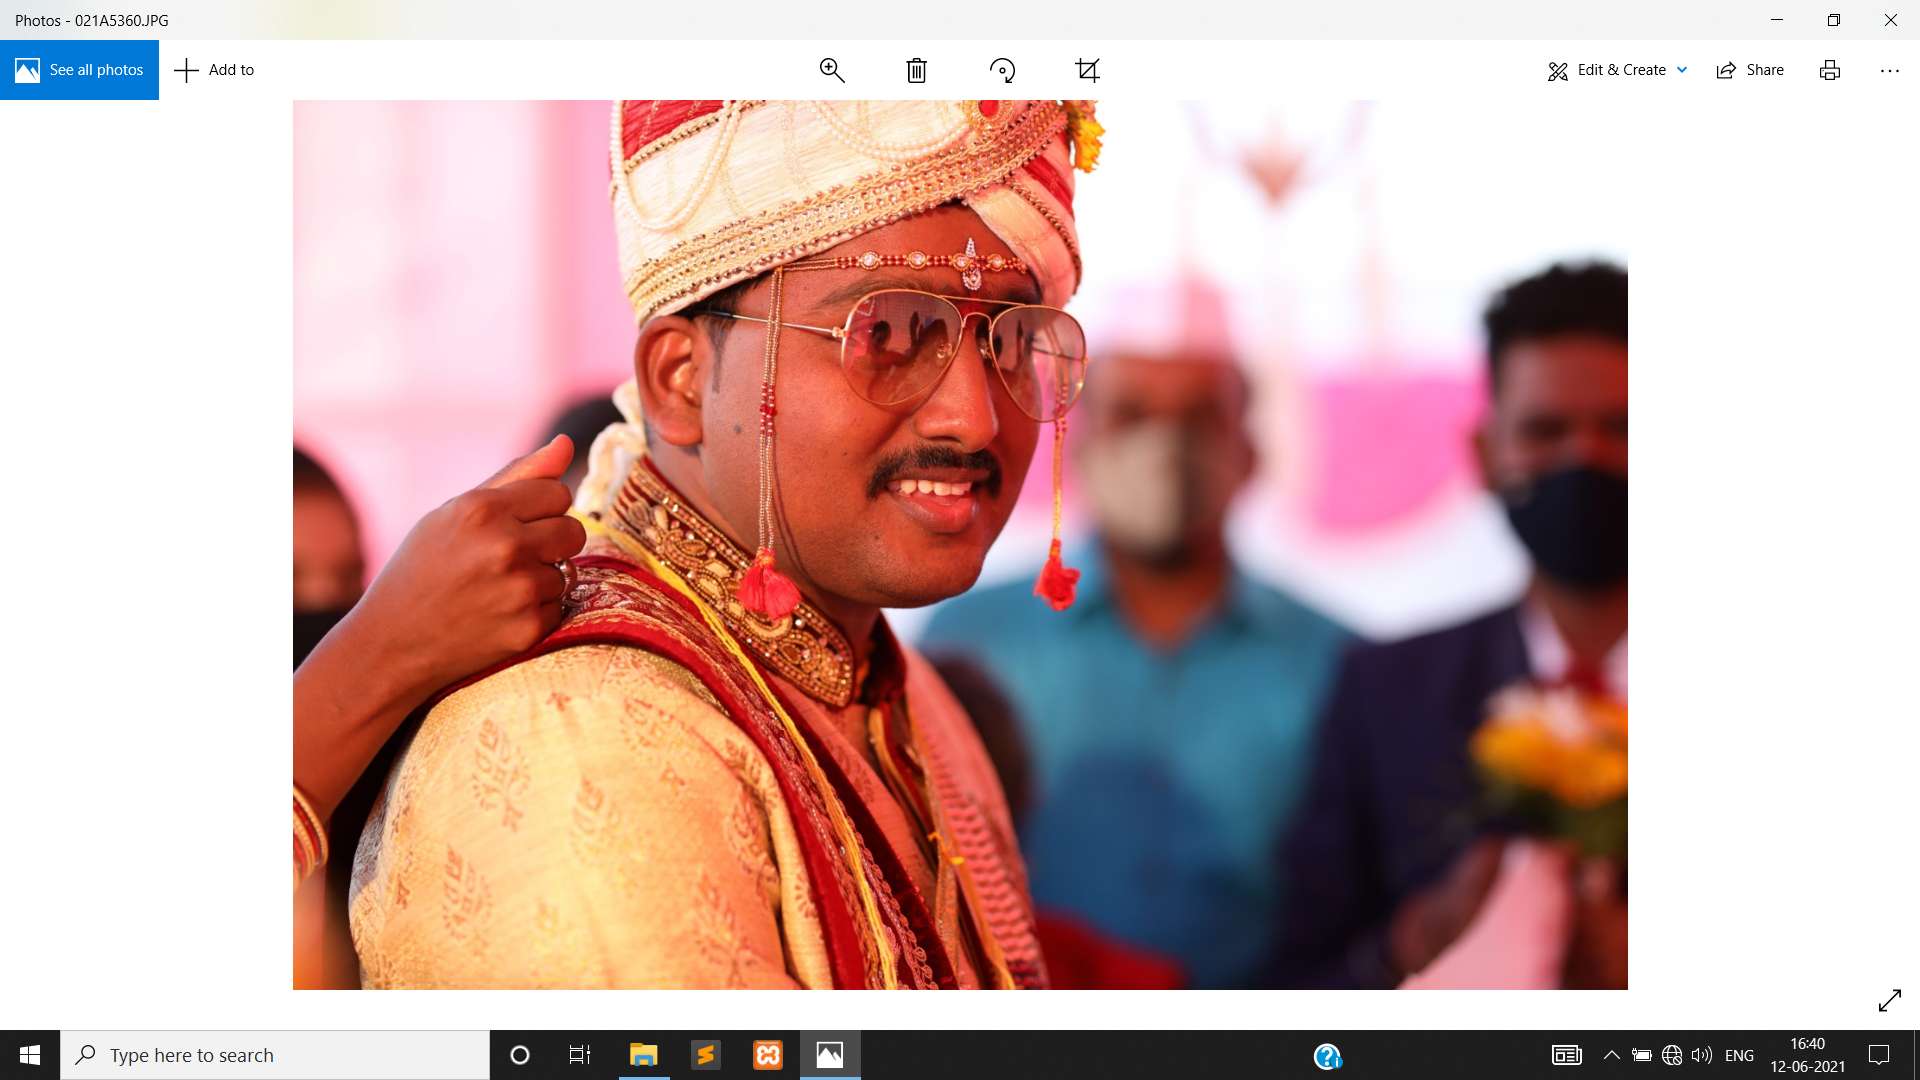 Photos - 021A5360.JPG
See all photos
Add to
Edit & Create
Share
Type here to search
ENG
16:40
12-06-2021